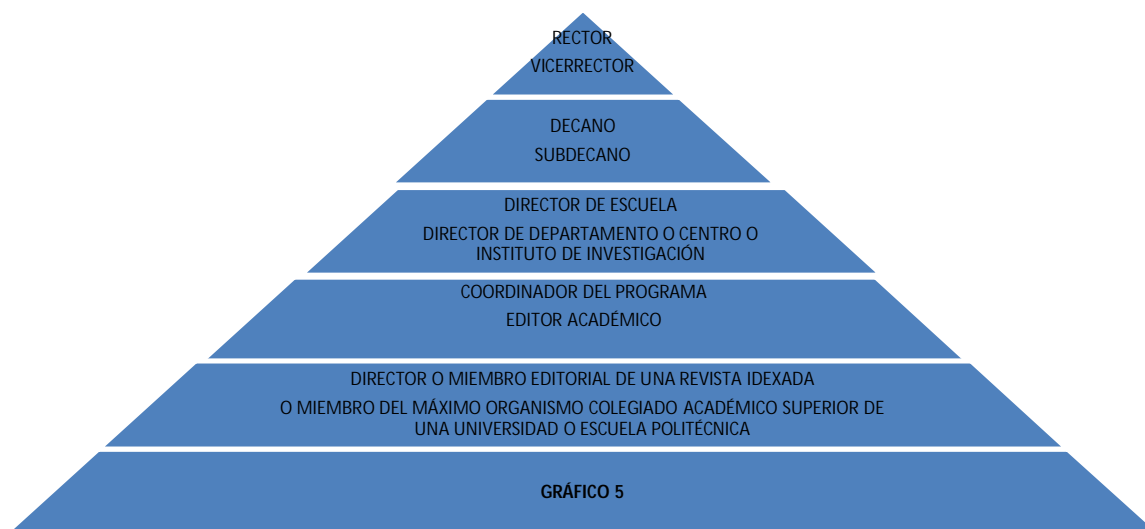 RECTOR
VICERRECTOR
DECANO
SUBDECANO
DIRECTOR DE ESCUELA
DIRECTOR DE DEPARTAMENTO O CENTRO O
INSTITUTO DE INVESTIGACIÓN
COORDINADOR DEL PROGRAMA
EDITOR ACADÉMICO
DIRECTOR O MIEMBRO EDITORIAL DE UNA REVISTA IDEXADA
O MIEMBRO DEL MÁXIMO ORGANISMO COLEGIADO ACADÉMICO SUPERIOR DE
UNA UNIVERSIDAD O ESCUELA POLITÉCNICA
GRÁFICO 5